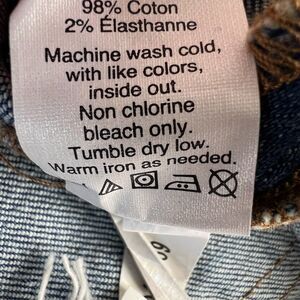 98% Coton
2% Élasthanne
Machine wash cold,
with like colors,
inside out.
Non chlorine
bleach only.
Tumble dry low.
Warm iron as needed.